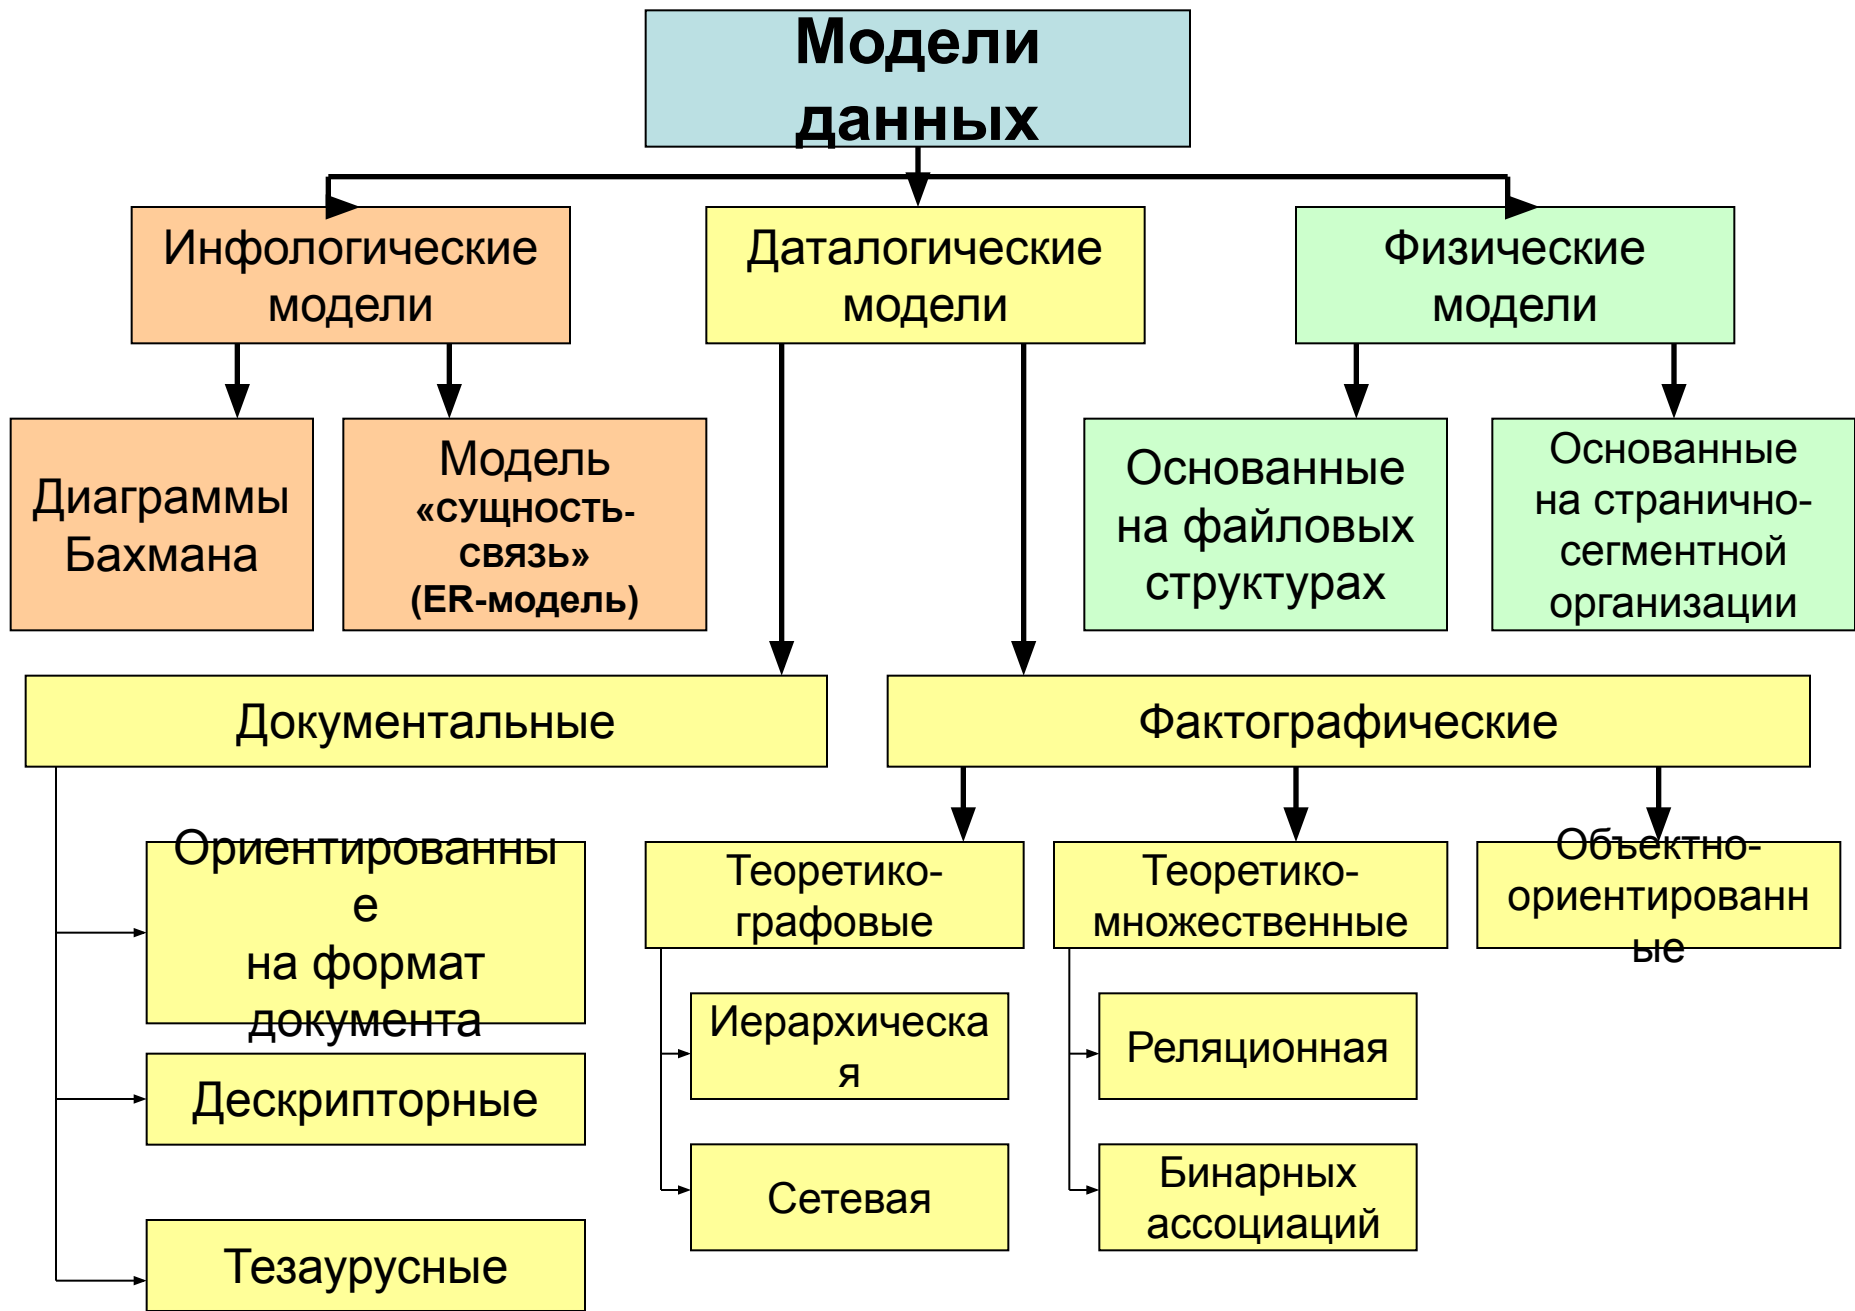 Модели
данных
Инфологические
модели
Даталогические
модели
Физические
модели
Диаграммы
Бахмана
Модель
«СУЩНОСТЬ-
СВЯЗЬ»
(ER-модель)
Основанные
на файловых
структурах
Основанные
на странично-
сегментной
организации
Документальные
Фактографические
Ориентированны
е
на формат
документа
Дескрипторные
Тезаурусные
Теоретико-
графовые
Иерархическа
я
Сетевая
Теоретико-
множественные
Реляционная
Бинарных
ассоциаций
Объектно-
ориентированн
ые